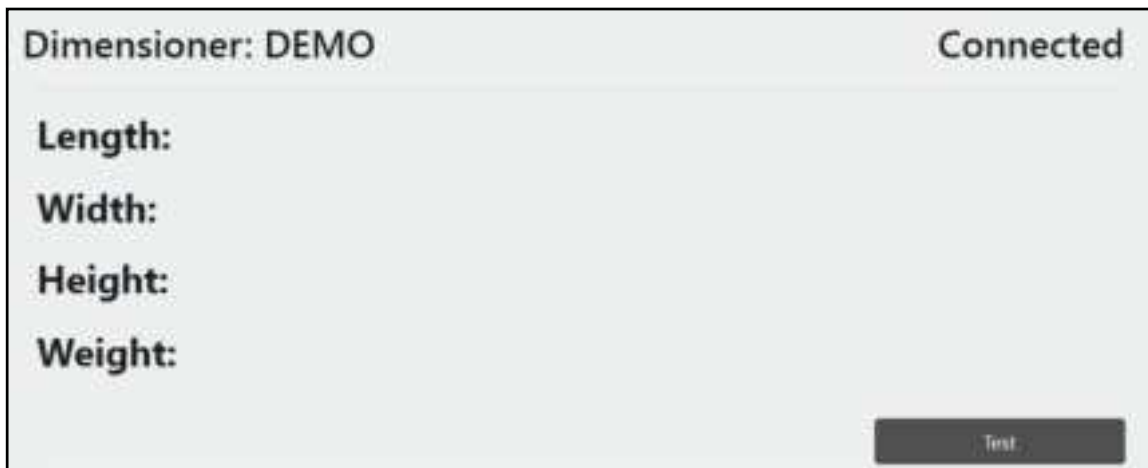 Dimensioner: DEMO Connected
Length:
Width:
Height:
Weight:
Test